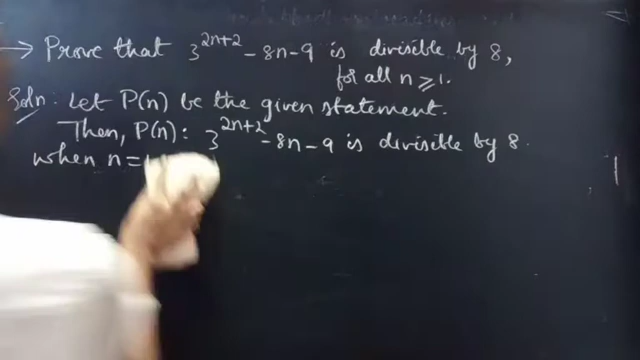 → Prove that 3^{2n+2} - 8n - 9 is divisible by 8,
for all n ⩾ 1.
Soln: Let P(n) be the given statement.
Then, P(n): 3^{2n+2} - 8n - 9 is divisible by 8.
when n =